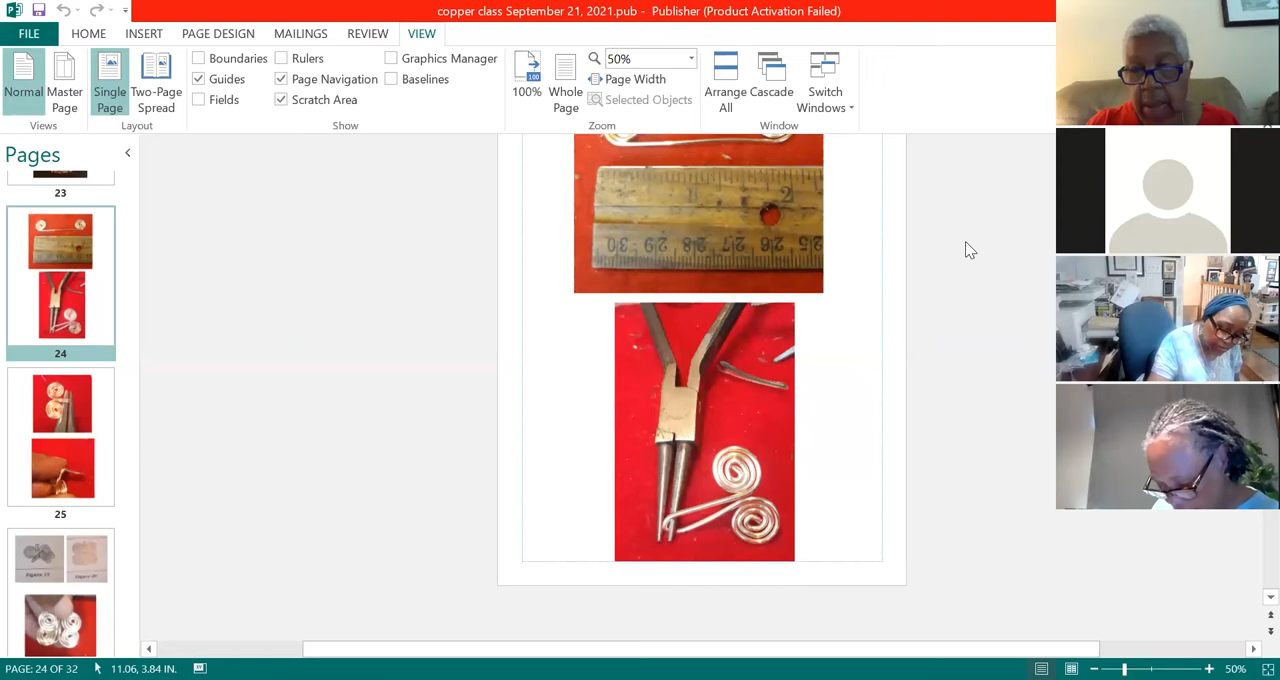 copper class September 21, 2021.pub - Publisher (Product Activation Failed)
FILE HOME INSERT PAGE DESIGN MAILINGS REVIEW VIEW
Normal
Master Page
Single Page
Two-Page Spread
Boundaries
Guides
Fields
Rulers
Page Navigation
Scratch Area
Graphics Manager
Baselines
100%
Whole Page
50%
Page Width
Selected Objects
Arrange All
Cascade
Switch Windows
Views Layout Show Zoom Window
Pages
23
24
25
2
30 29 28 27 26 25
PAGE: 24 OF 32 11.06, 3.84 IN. 50%